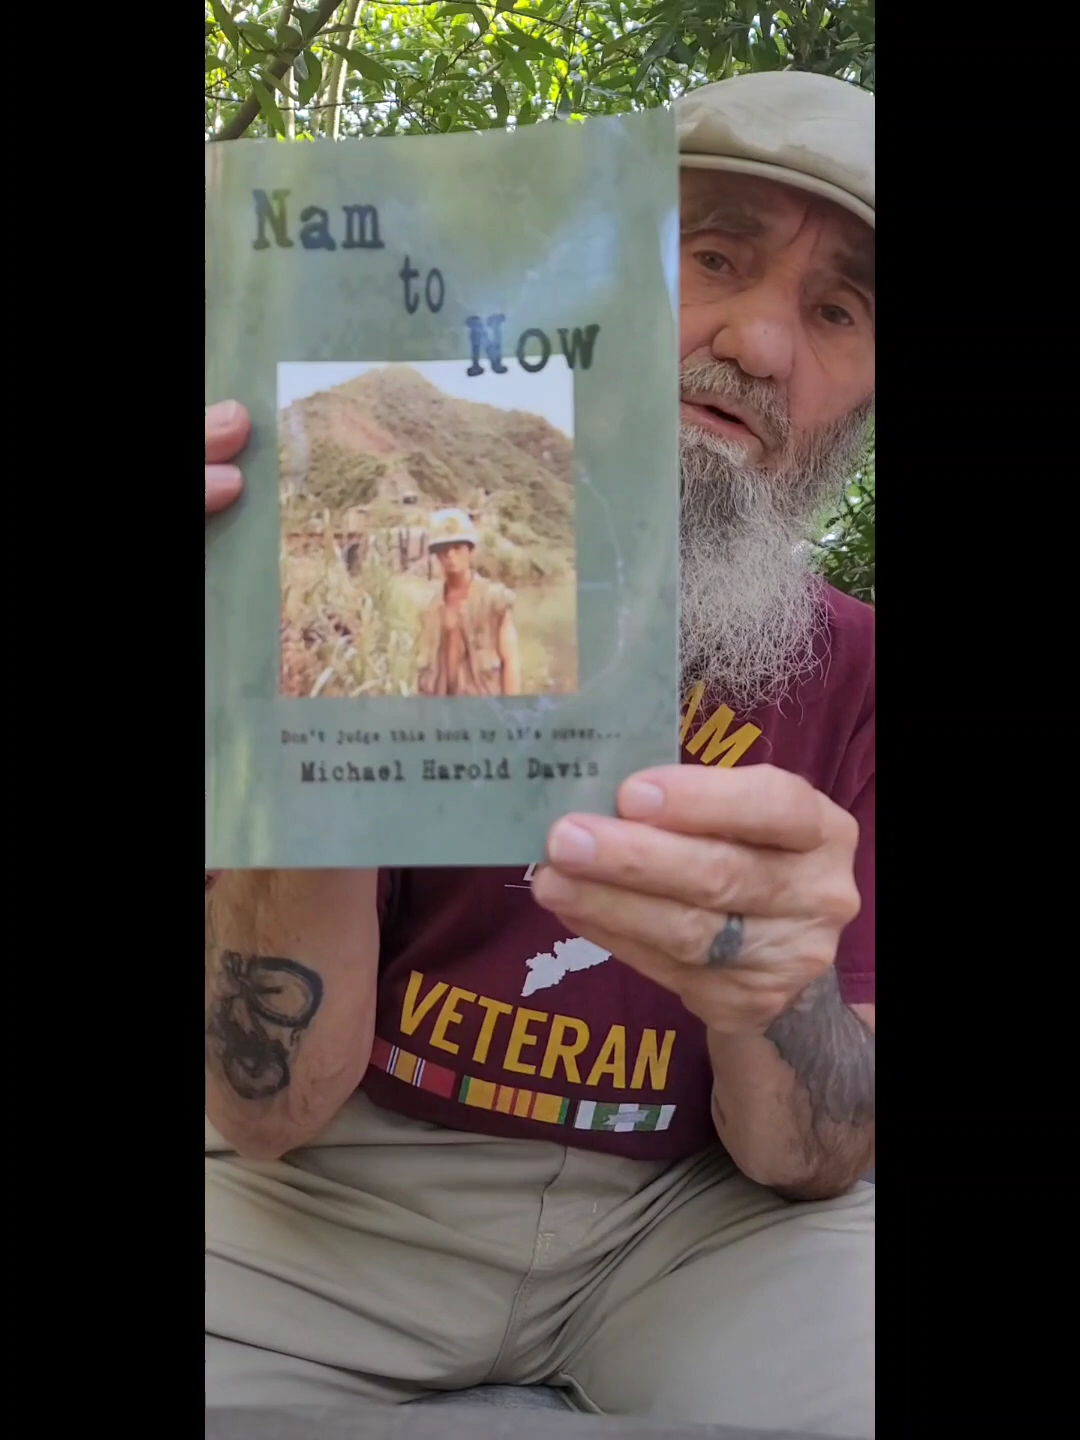 Nam
to
Now
Don't judge this book by it's cover...
Michael Harold Davis
AM
VETERAN